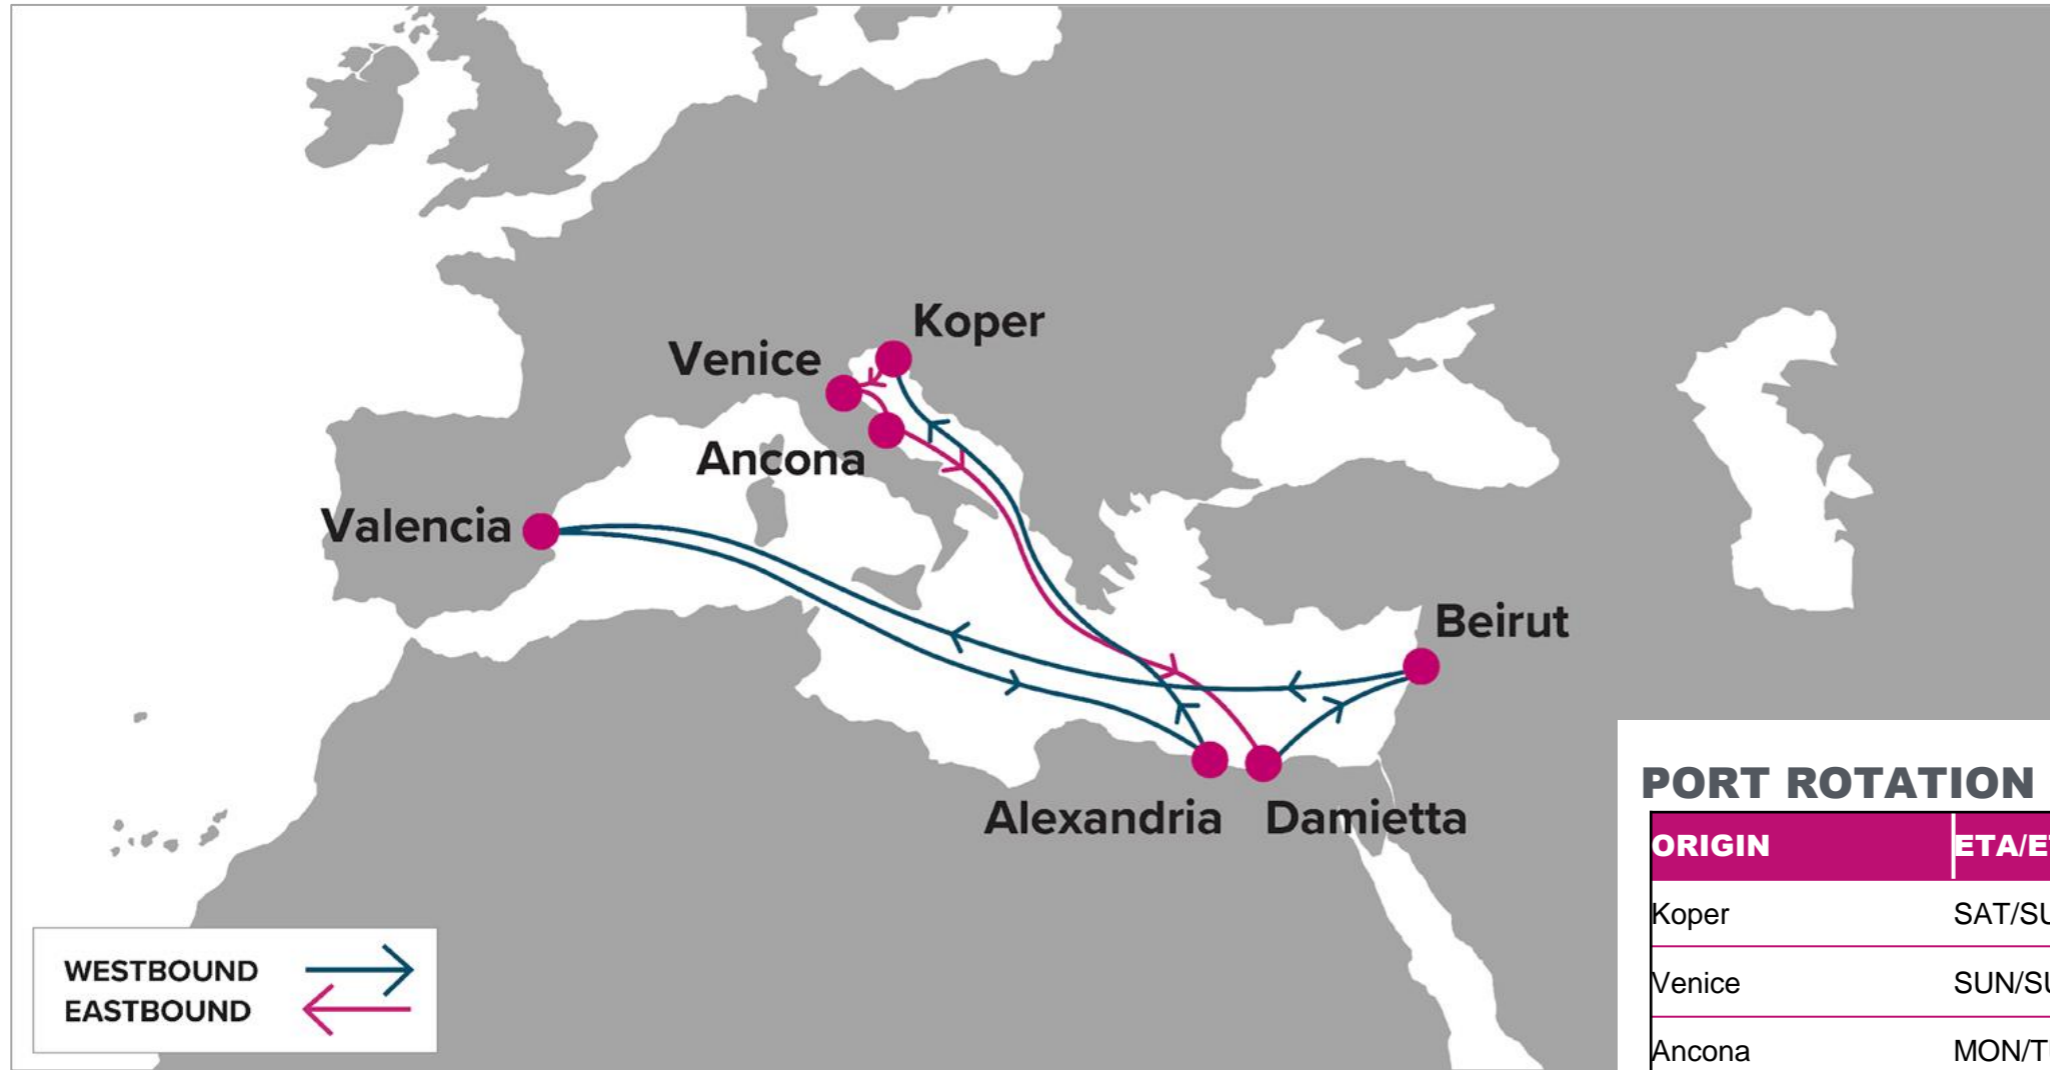 Koper
Venice
Ancona
Valencia
Beirut
Alexandria Damietta
WESTBOUND
EASTBOUND
PORT ROTATION
ORIGIN
Koper
Venice
Ancona